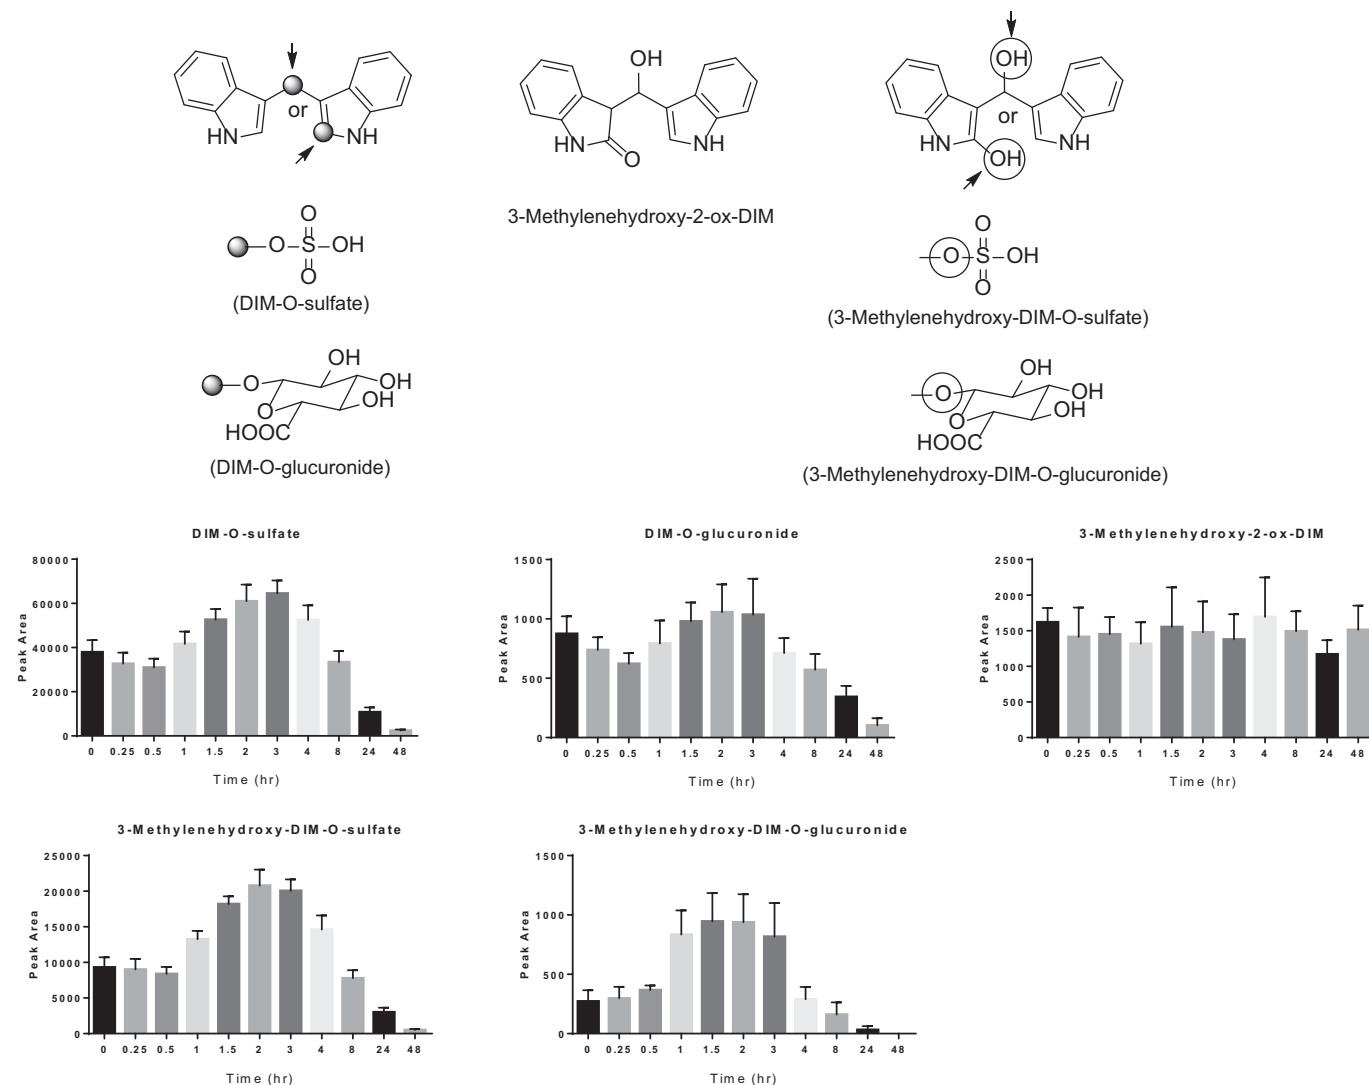 OH
OH
or
or
HN
NH
HN
O
NH
HN
OH
NH
3-Methylenehydroxy-2-ox-DIM
O
O
S
OH
O
(DIM-O-sulfate)
O
O
S
OH
O
(3-Methylenehydroxy-DIM-O-sulfate)
OH
O
OH
O
OH
HOOC
(DIM-O-glucuronide)
OH
O
OH
O
OH
HOOC
(3-Methylenehydroxy-DIM-O-glucuronide)
DIM-O-sulfate
Peak Area
80000
60000
40000
20000
0
0 0.25 0.5 1 1.5 2 3 4 8 24 48
Time (hr)
DIM-O-glucuronide
Peak Area
1500
1000
500
0
0 0.25 0.5 1 1.5 2 3 4 8 24 48
Time (hr)
3-Methylenehydroxy-2-ox-DIM
Peak Area
2500
2000
1500
1000
500
0
0 0.25 0.5 1 1.5 2 3 4 8 24 48
Time (hr)
3-Methylenehydroxy-DIM-O-sulfate
Peak Area
25000
20000
15000
10000
5000
0
0 0.25 0.5 1 1.5 2 3 4 8 24 48
Time (hr)
3-Methylenehydroxy-DIM-O-glucuronide
Peak Area
1500
1000
500
0
0 0.25 0.5 1 1.5 2 3 4 8 24 48
Time (hr)